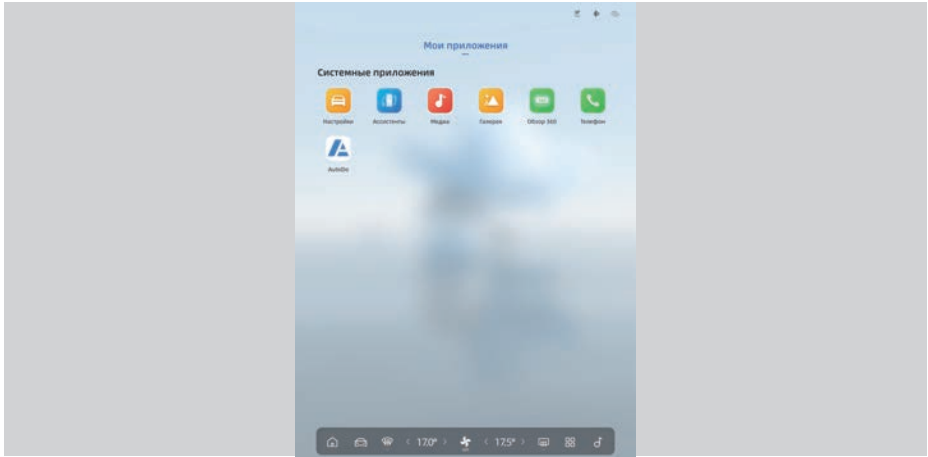 Мои приложения
Системные приложения
Настройки Ассистенты Медиа Галерея Обзор 360 Телефон
AutoDo
17.0° 17.5°